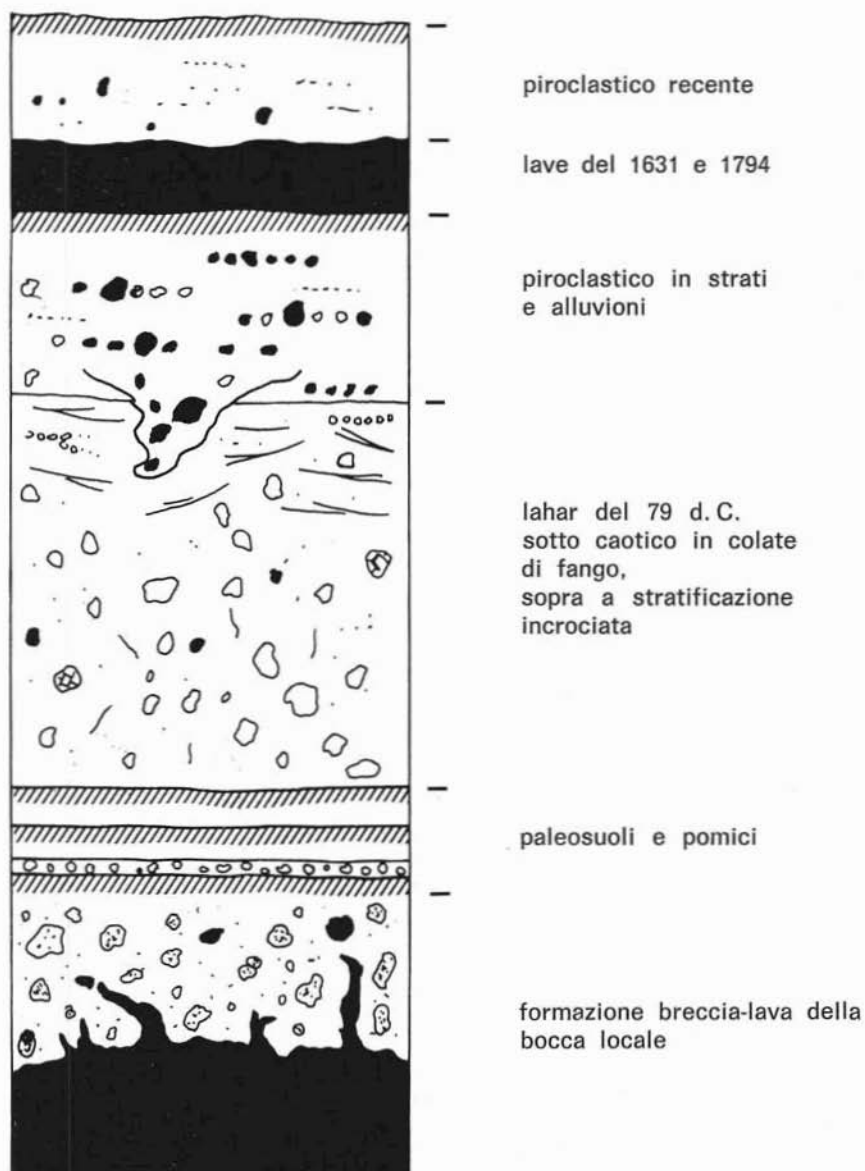 piroclastico recente
lave del 1631 e 1794
piroclastico in strati
e alluvioni
lahar del 79 d.C.
sotto caotico in colate
di fango,
sopra a stratificazione
incrociata
paleosuoli e pomici
formazione breccia-lava della
bocca locale